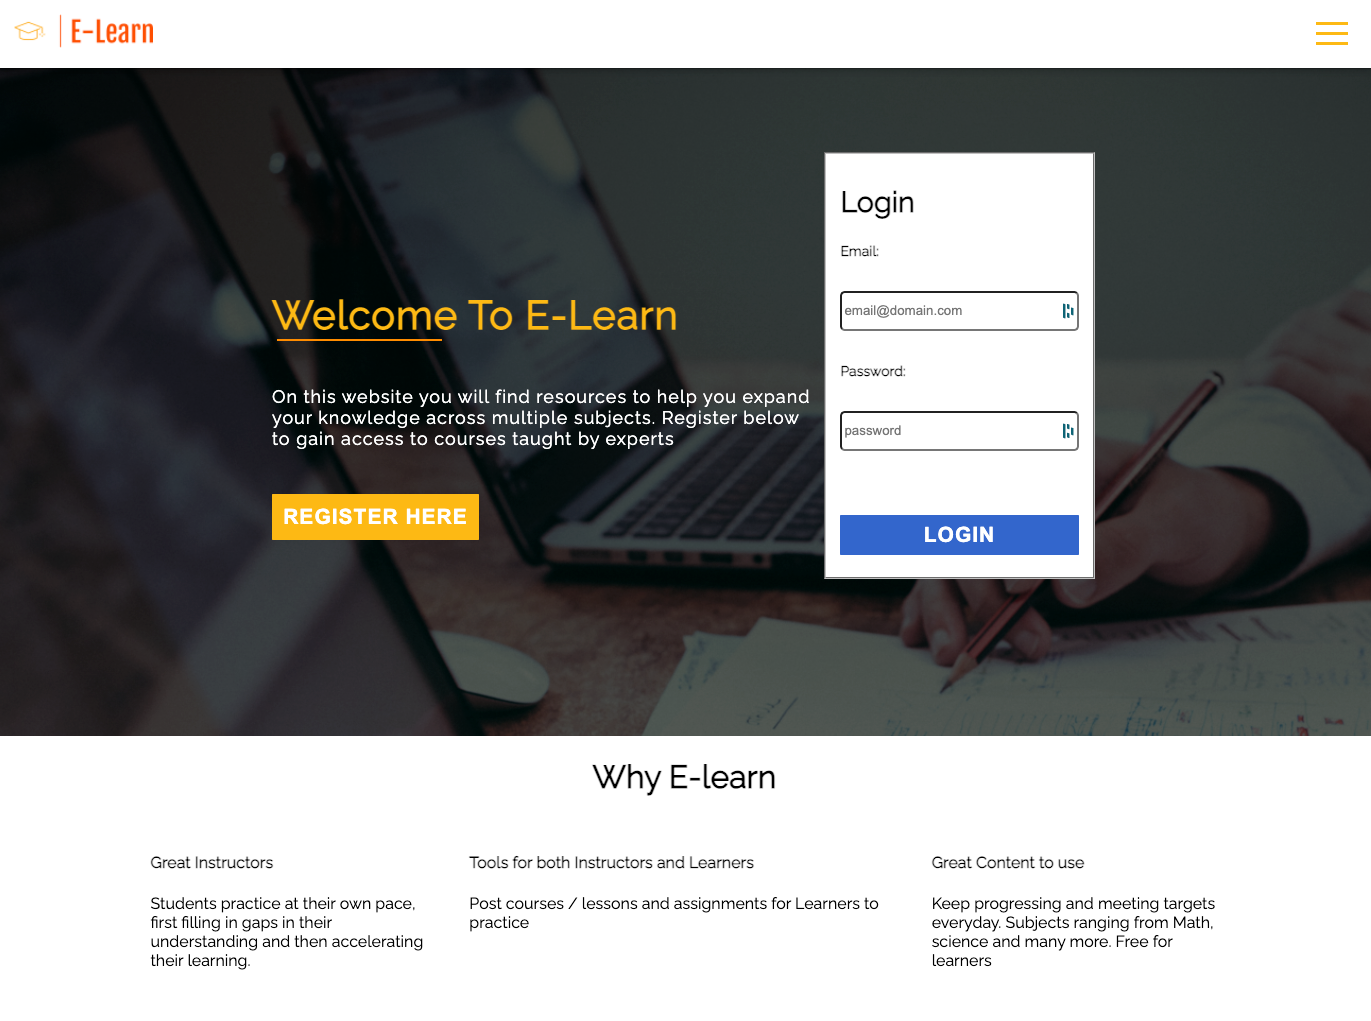 E-Learn
Login
Email:
email@domain.com
Welcome To E-Learn
Password:
On this website you will find resources to help you expand
your knowledge across multiple subjects. Register below
to gain access to courses taught by experts
password
REGISTER HERE
LOGIN
Why E-learn
Great Instructors
Students practice at their own pace,
first filling in gaps in their
understanding and then accelerating
their learning.
Tools for both Instructors and Learners
Post courses / lessons and assignments for Learners to
practice
Great Content to use
Keep progressing and meeting targets
everyday. Subjects ranging from Math,
science and many more. Free for
learners